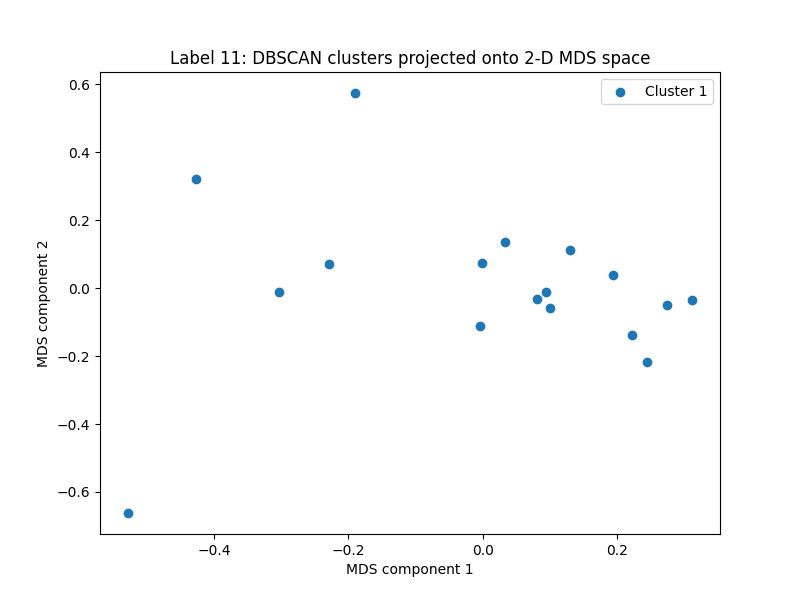 Label 11: DBSCAN clusters projected onto 2-D MDS space
Cluster 1
MDS component 2
0.6
0.4
0.2
0.0
−0.2
−0.4
−0.6
−0.4
−0.2
0.0
0.2
MDS component 1